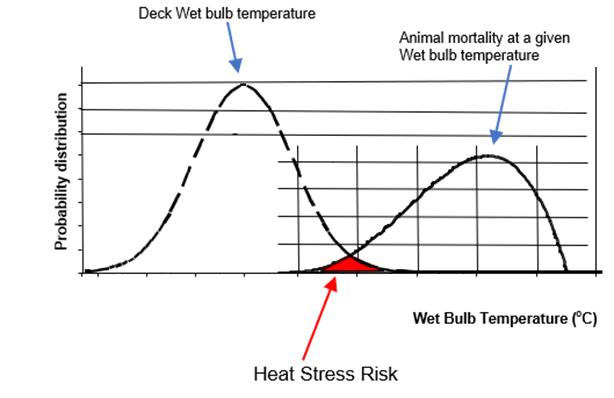 Deck Wet bulb temperature
Animal mortality at a given
Wet bulb temperature
Probability distribution
Wet Bulb Temperature (°C)
Heat Stress Risk